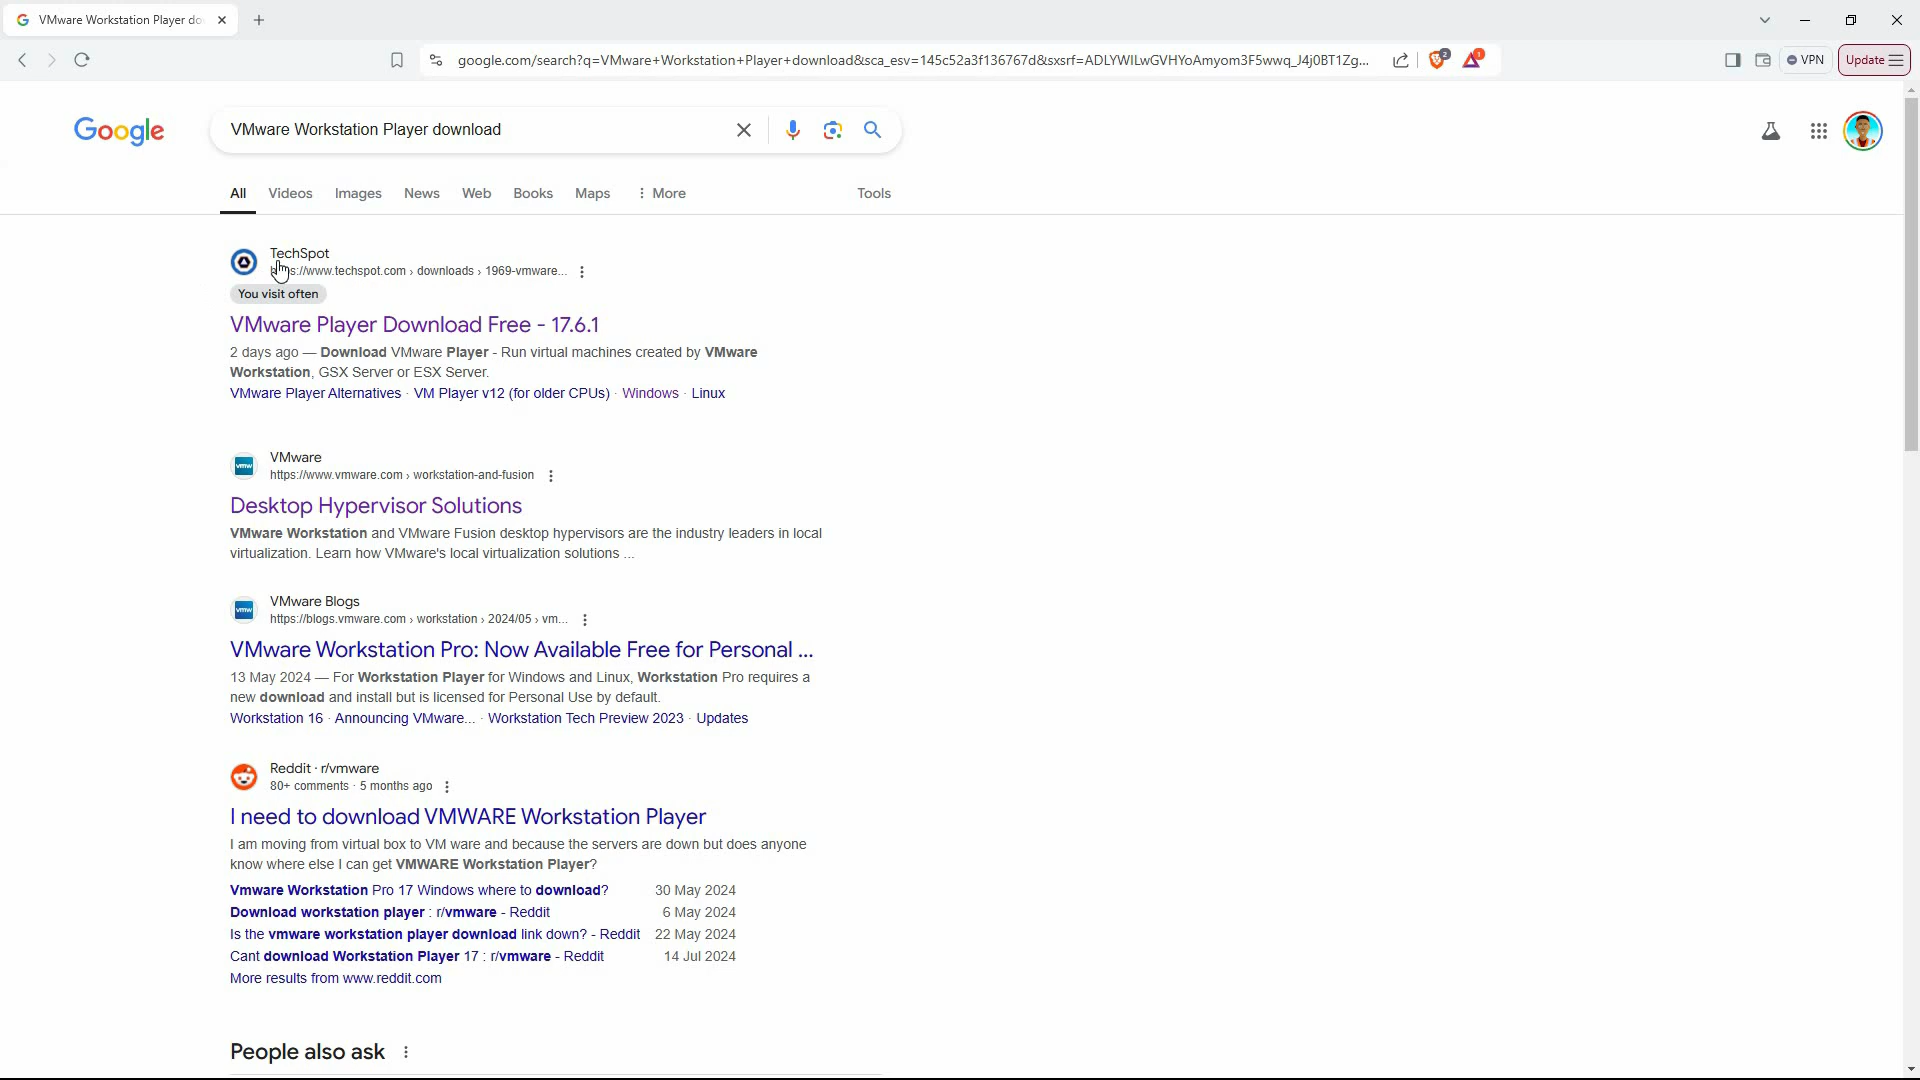 VMware Workstation Player do
google.com/search?q=VMware+Workstation+Player+download&sca_esv=145c52a3f136767d&sxsrf=ADLYWILwGVHYoAmyom3F5wwq_J4j0BT1Zg...
2
1
VPN
Update
Google
VMware Workstation Player download
All Videos Images News Web Books Maps More Tools
TechSpot
https://www.techspot.com › downloads › 1969-vmware...
You visit often
VMware Player Download Free - 17.6.1
2 days ago — Download VMware Player - Run virtual machines created by VMware
Workstation, GSX Server or ESX Server.
VMware Player Alternatives · VM Player v12 (for older CPUs) · Windows · Linux
vmw
VMware
https://www.vmware.com › workstation-and-fusion
Desktop Hypervisor Solutions
VMware Workstation and VMware Fusion desktop hypervisors are the industry leaders in local
virtualization. Learn how VMware's local virtualization solutions ...
vmw
VMware Blogs
https://blogs.vmware.com › workstation › 2024/05 › vm...
VMware Workstation Pro: Now Available Free for Personal ...
13 May 2024 — For Workstation Player for Windows and Linux, Workstation Pro requires a
new download and install but is licensed for Personal Use by default.
Workstation 16 · Announcing VMware... · Workstation Tech Preview 2023 · Updates
Reddit · r/vmware
80+ comments · 5 months ago
I need to download VMWARE Workstation Player
I am moving from virtual box to VM ware and because the servers are down but does anyone
know where else I can get VMWARE Workstation Player?
Vmware Workstation Pro 17 Windows where to download? 30 May 2024
Download workstation player : r/vmware - Reddit 6 May 2024
Is the vmware workstation player download link down? - Reddit 22 May 2024
Cant download Workstation Player 17 : r/vmware - Reddit 14 Jul 2024
More results from www.reddit.com
People also ask